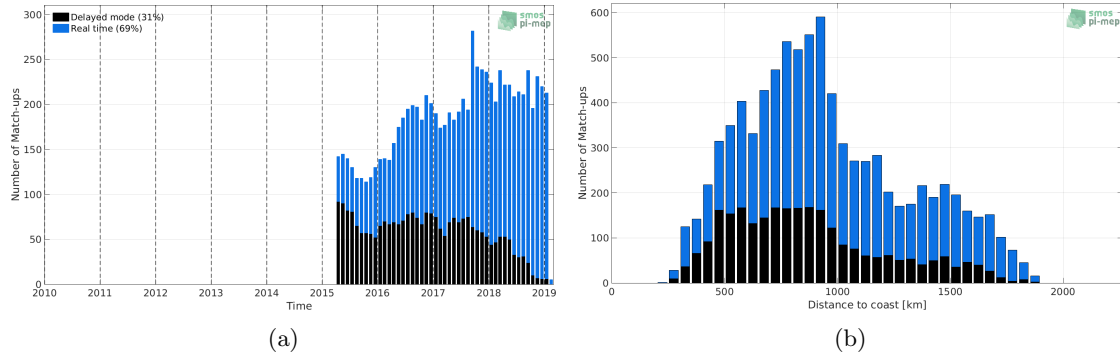 300
250
200
150
100
50
0
Number of Match-ups
Delayed mode (31%)
Real time (69%)
smos
pi-mep
2010 2011 2012 2013 2014 2015 2016 2017 2018 2019
Time
(a)
600
500
400
300
200
100
0
Number of Match-ups
smos
pi-mep
0 500 1000 1500 2000
Distance to coast [km]
(b)